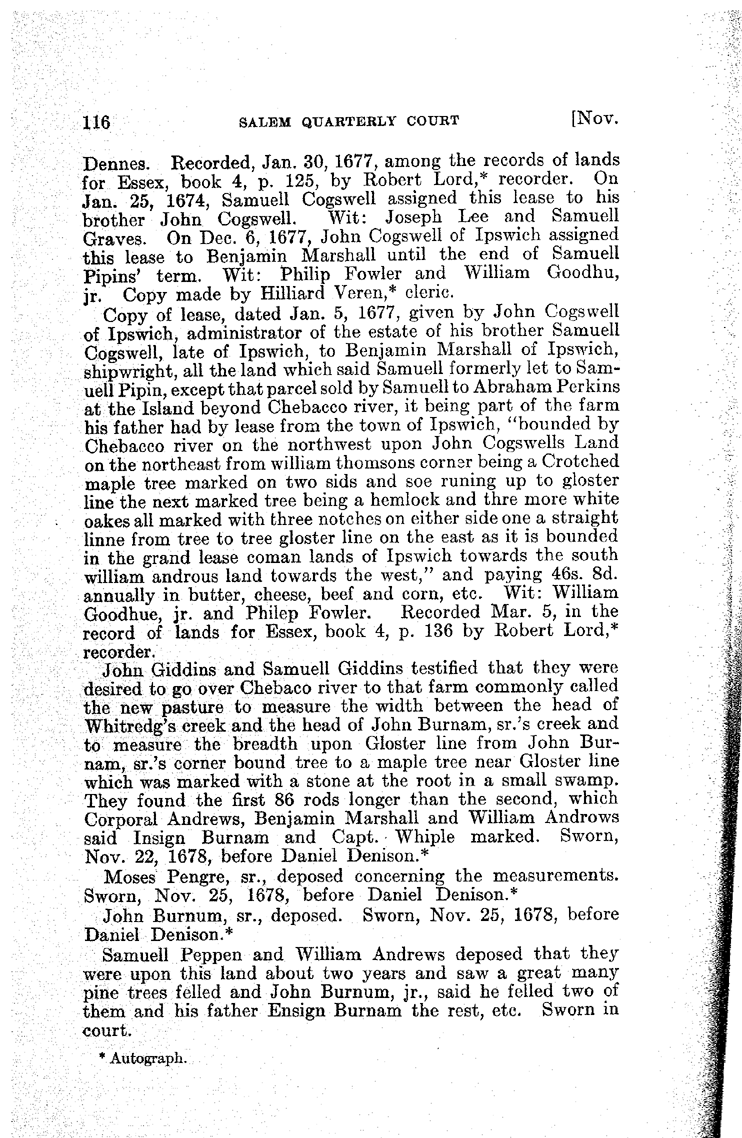 116 SALEM QUARTERLY COURT [Nov.
Dennes. Recorded, Jan. 30, 1677, among the records of lands
for Essex, book 4, p. 125, by Robert Lord,* recorder. On
Jan. 25, 1674, Samuell Cogswell assigned this lease to his
brother John Cogswell. Wit: Joseph Lee and Samuell
Graves. On Dec. 6, 1677, John Cogswell of Ipswich assigned
this lease to Benjamin Marshall until the end of Samuell
Pipins' term. Wit: Philip Fowler and William Goodhu,
jr. Copy made by Hilliard Veren,* cleric.
Copy of lease, dated Jan. 5, 1677, given by John Cogswell
of Ipswich, administrator of the estate of his brother Samuell
Cogswell, late of Ipswich, to Benjamin Marshall of Ipswich,
shipwright, all the land which said Samuell formerly let to Sam-
uell Pipin, except that parcel sold by Samuell to Abraham Perkins
at the Island beyond Chebacco river, it being part of the farm
his father had by lease from the town of Ipswich, "bounded by
Chebacco river on the northwest upon John Cogswells Land
on the northeast from william thomsons corner being a Crotched
maple tree marked on two sids and soe runing up to gloster
line the next marked tree being a hemlock and thre more white
oakes all marked with three notches on either side one a straight
linne from tree to tree gloster line on the east as it is bounded
in the grand lease coman lands of Ipswich towards the south
william androus land towards the west," and paying 46s. 8d.
annually in butter, cheese, beef and corn, etc. Wit: William
Goodhue, jr. and Philep Fowler. Recorded Mar. 5, in the
record of lands for Essex, book 4, p. 136 by Robert Lord,*
recorder.
John Giddins and Samuell Giddins testified that they were
desired to go over Chebaco river to that farm commonly called
the new pasture to measure the width between the head of
Whitredg's creek and the head of John Burnam, sr.'s creek and
to measure the breadth upon Gloster line from John Bur-
nam, sr.'s corner bound tree to a maple tree near Gloster line
which was marked with a stone at the root in a small swamp.
They found the first 86 rods longer than the second, which
Corporal Andrews, Benjamin Marshall and William Androws
said Insign Burnam and Capt. Whiple marked. Sworn,
Nov. 22, 1678, before Daniel Denison.*
Moses Pengre, sr., deposed concerning the measurements.
Sworn, Nov. 25, 1678, before Daniel Denison.*
John Burnum, sr., deposed. Sworn, Nov. 25, 1678, before
Daniel Denison.*
Samuell Peppen and William Andrews deposed that they
were upon this land about two years and saw a great many
pine trees felled and John Burnum, jr., said he felled two of
them and his father Ensign Burnam the rest, etc. Sworn in
court.
* Autograph.